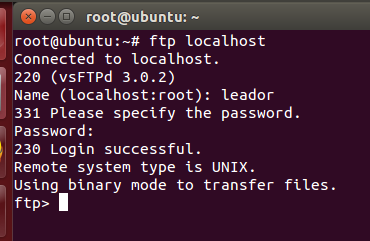 root@ubuntu: ~
root@ubuntu:~# ftp localhost
Connected to localhost.
220 (vsFTPd 3.0.2)
Name (localhost:root): leador
331 Please specify the password.
Password:
230 Login successful.
Remote system type is UNIX.
Using binary mode to transfer files.
ftp>